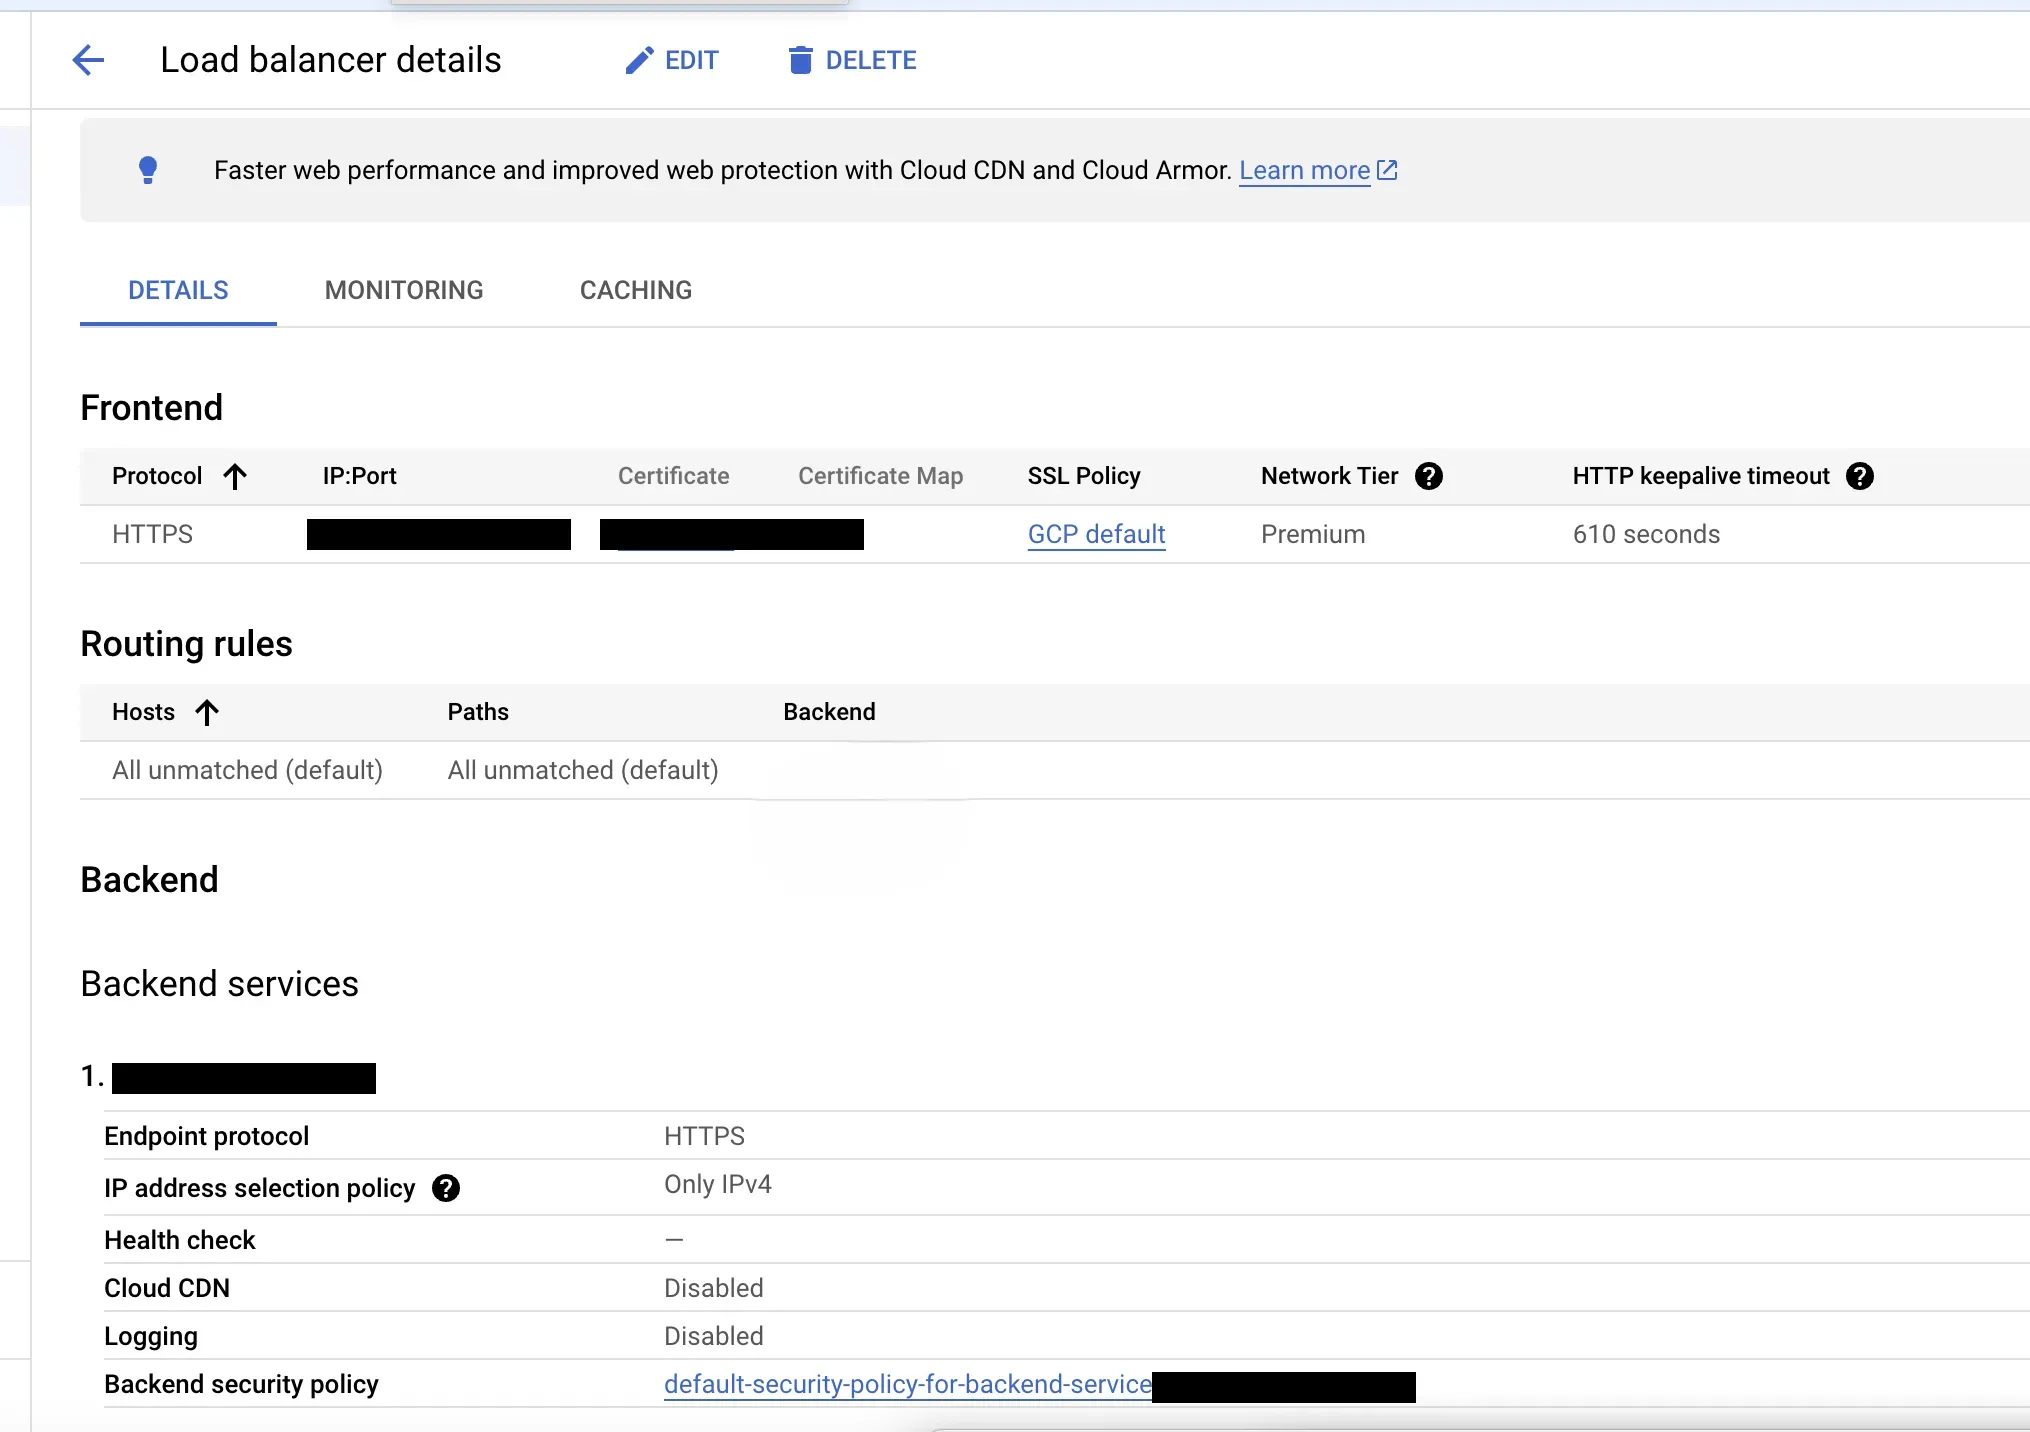 Load balancer details EDIT DELETE
Faster web performance and improved web protection with Cloud CDN and Cloud Armor. Learn more
DETAILS MONITORING CACHING
Frontend
Protocol IP:Port Certificate Certificate Map SSL Policy Network Tier ? HTTP keepalive timeout ?
HTTPS GCP default Premium 610 seconds
Routing rules
Hosts Paths Backend
All unmatched (default) All unmatched (default)
Backend
Backend services
1.
Endpoint protocol HTTPS
IP address selection policy ? Only IPv4
Health check —
Cloud CDN Disabled
Logging Disabled
Backend security policy default-security-policy-for-backend-service